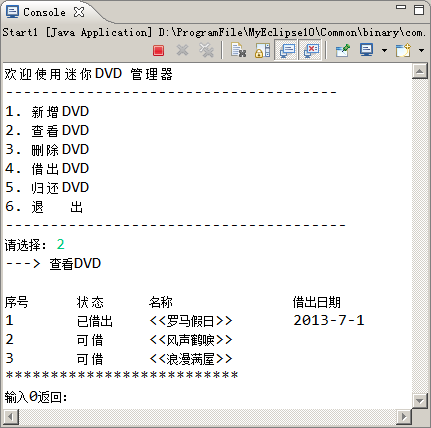 Console
Start1 [Java Application] D:\ProgramFile\MyEclipse10\Common\binary\com.
欢迎使用迷你DVD 管理器
-------------------------------------
1. 新增DVD
2. 查看DVD
3. 删除DVD
4. 借出DVD
5. 归还DVD
6. 退　　出
--------------------------------------
请选择: 2
---> 查看DVD
序号 状态 名称 借出日期
1 已借出 <<罗马假日>> 2013-7-1
2 可借 <<风声鹤唳>>
3 可借 <<浪漫满屋>>
**************************
输入0返回: